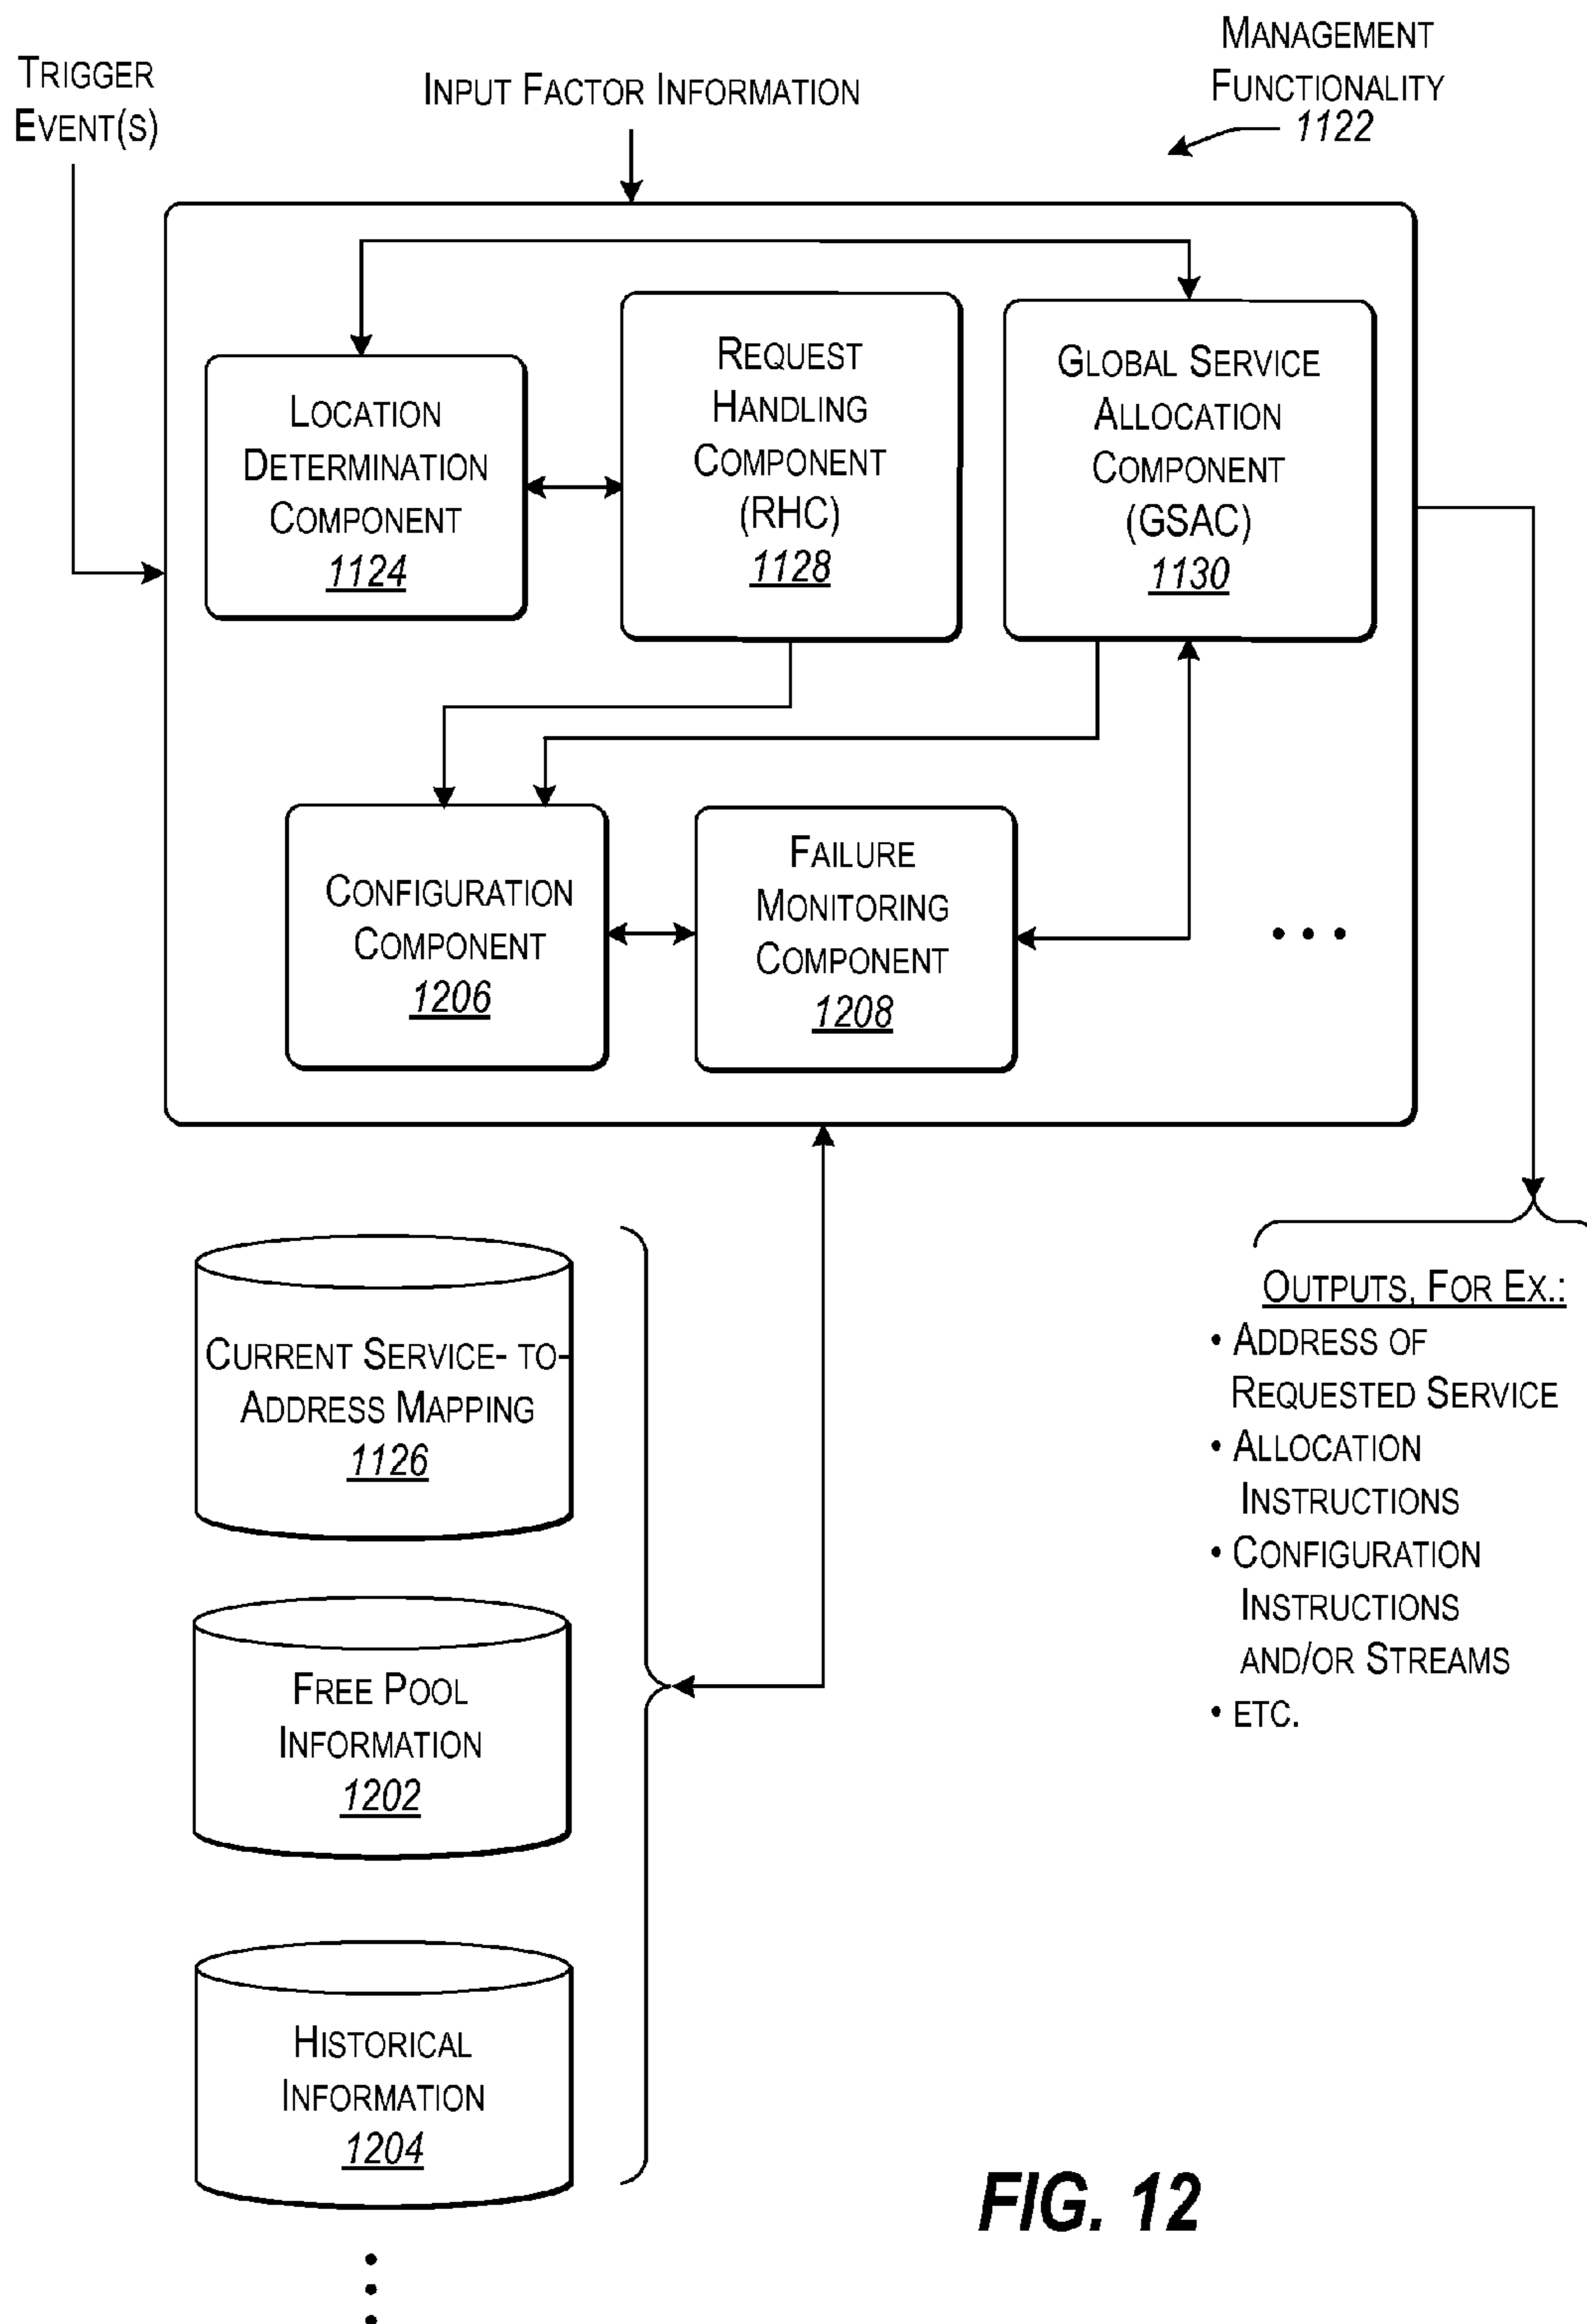 TRIGGER
EVENT(S)
INPUT FACTOR INFORMATION
MANAGEMENT
FUNCTIONALITY
1122
LOCATION
DETERMINATION
COMPONENT
1124
REQUEST
HANDLING
COMPONENT
(RHC)
1128
GLOBAL SERVICE
ALLOCATION
COMPONENT
(GSAC)
1130
CONFIGURATION
COMPONENT
1206
FAILURE
MONITORING
COMPONENT
1208
• • •
CURRENT SERVICE- TO-
ADDRESS MAPPING
1126
FREE POOL
INFORMATION
1202
HISTORICAL
INFORMATION
1204
OUTPUTS, FOR EX.:
• ADDRESS OF
REQUESTED SERVICE
• ALLOCATION
INSTRUCTIONS
• CONFIGURATION
INSTRUCTIONS
AND/OR STREAMS
• ETC.
FIG. 12